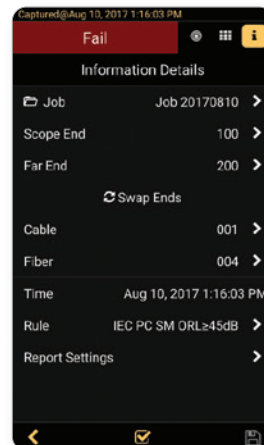 Captured@Aug 10, 2017 1:16:03 PM
Fail
i
Information Details
Job Job 20170810
Scope End 100
Far End 200
Swap Ends
Cable 001
Fiber 004
Time Aug 10, 2017 1:16:03 PM
Rule IEC PC SM ORL≥45dB
Report Settings